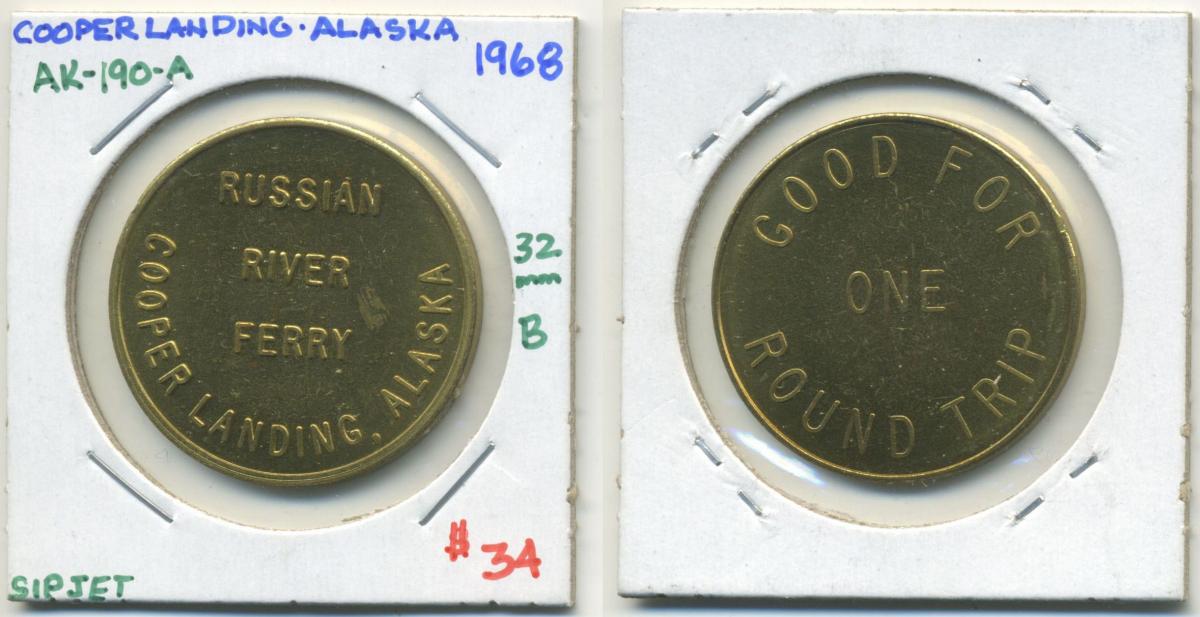 COOPER LANDING·ALASKA
1968
AK-190-A
RUSSIAN
RIVER
FERRY
COOPER LANDING, ALASKA
32
mm
B
# 34
SIPJET
GOOD FOR
ONE
ROUND TRIP